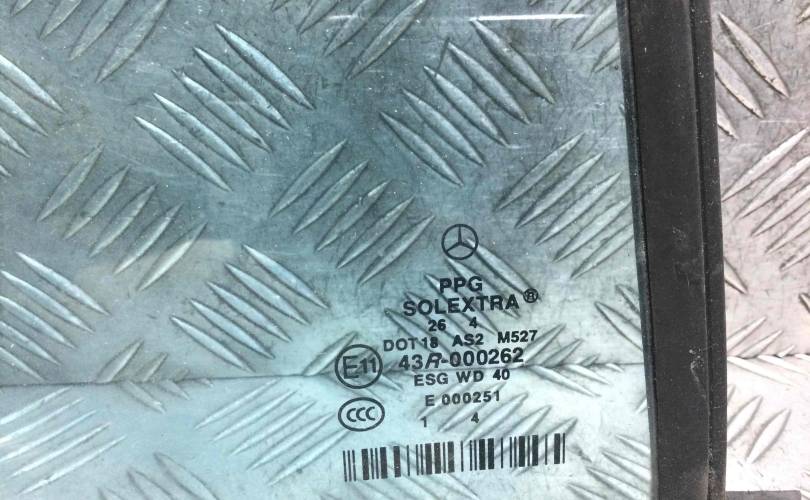 PPG
SOLEXTRA®
26 4
DOT18 AS2 M527
E11 43R-000262
ESG WD 40
CCC E 000251
1 4